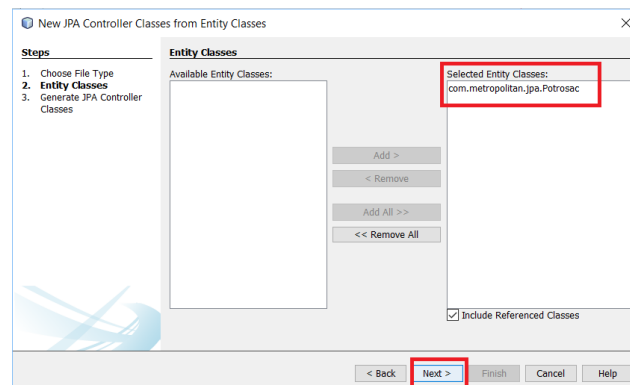 New JPA Controller Classes from Entity Classes
Steps
1. Choose File Type
2. Entity Classes
3. Generate JPA Controller
Classes
Entity Classes
Available Entity Classes:
Selected Entity Classes:
com.metropolitan.jpa.Potrosac
Add >
< Remove
Add All >>
<< Remove All
Include Referenced Classes
< Back Next > Finish Cancel Help